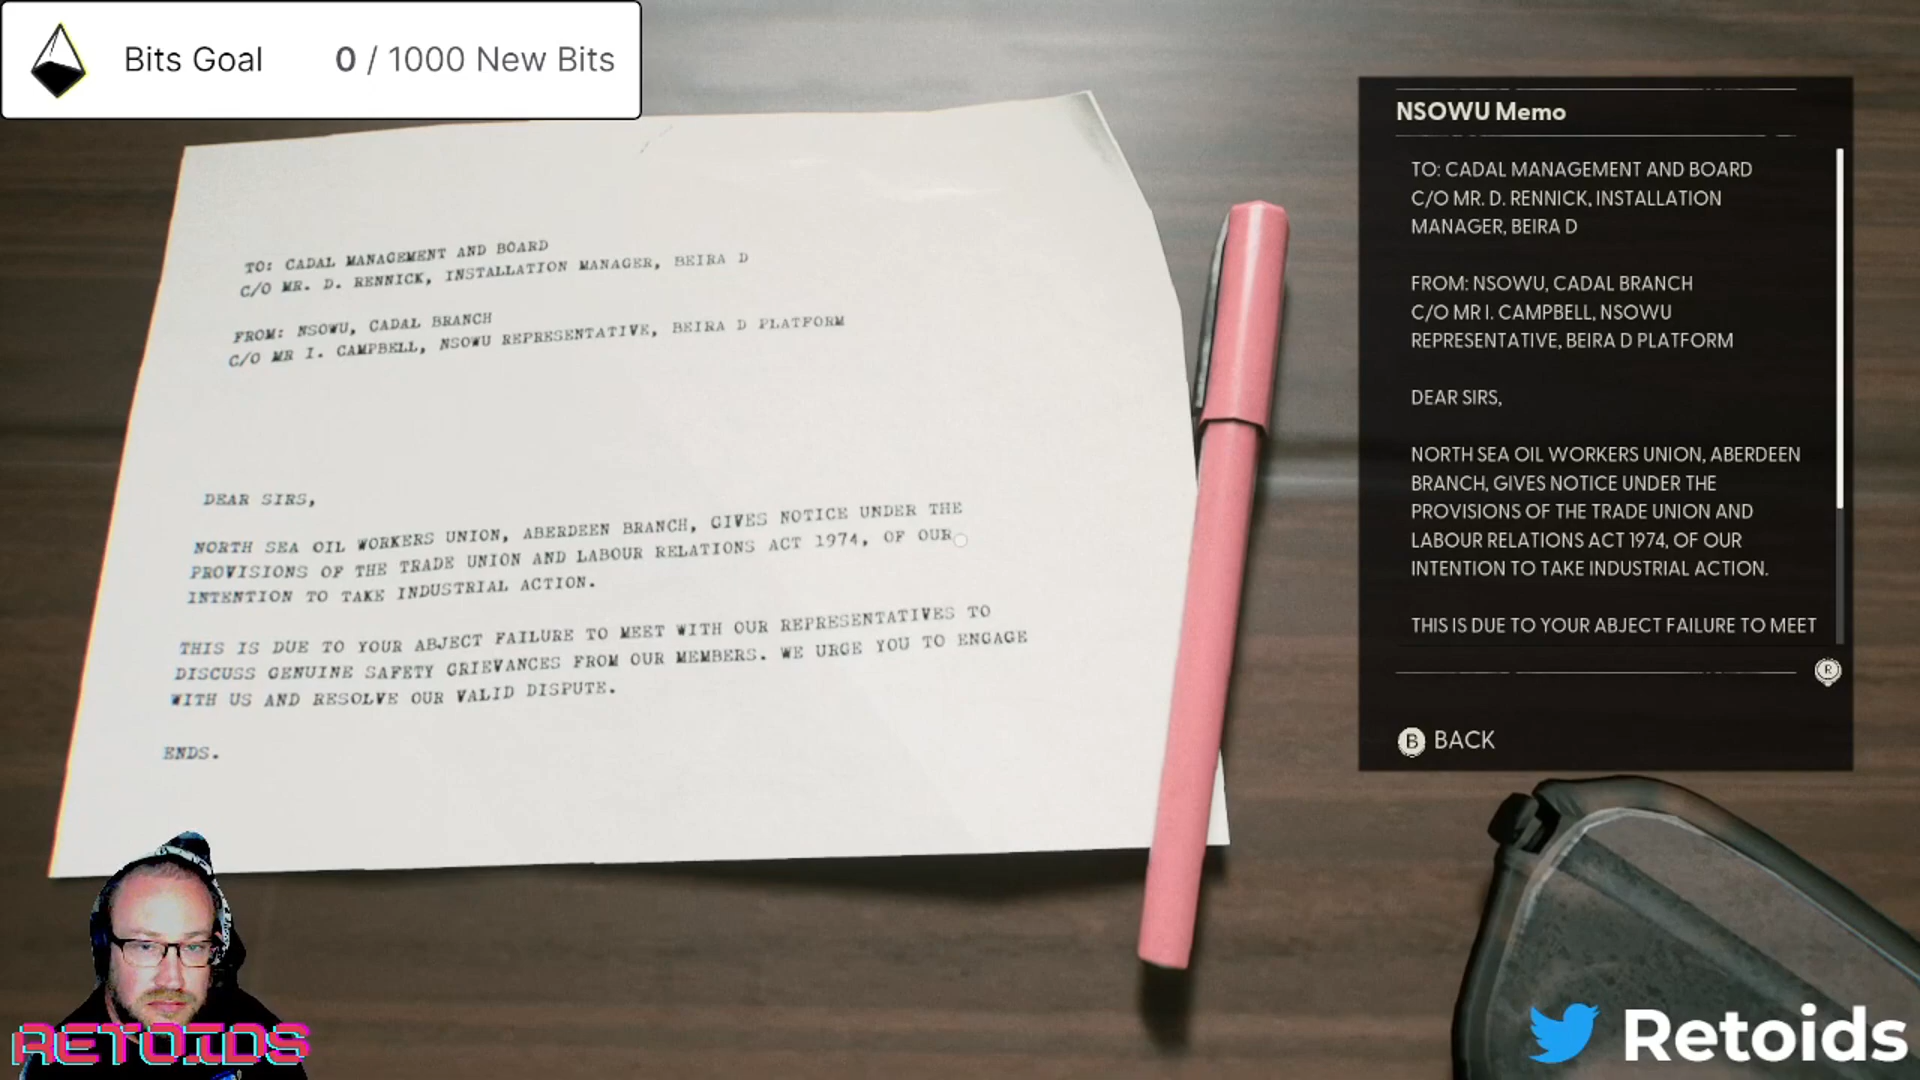 Bits Goal 0 / 1000 New Bits
TO: CADAL MANAGEMENT AND BOARD
C/O MR. D. RENNICK, INSTALLATION MANAGER, BEIRA D
FROM: NSOWU, CADAL BRANCH
C/O MR I. CAMPBELL, NSOWU REPRESENTATIVE, BEIRA D PLATFORM
DEAR SIRS,
NORTH SEA OIL WORKERS UNION, ABERDEEN BRANCH, GIVES NOTICE UNDER THE
PROVISIONS OF THE TRADE UNION AND LABOUR RELATIONS ACT 1974, OF OUR
INTENTION TO TAKE INDUSTRIAL ACTION.
THIS IS DUE TO YOUR ABJECT FAILURE TO MEET WITH OUR REPRESENTATIVES TO
DISCUSS GENUINE SAFETY GRIEVANCES FROM OUR MEMBERS. WE URGE YOU TO ENGAGE
WITH US AND RESOLVE OUR VALID DISPUTE.
ENDS.
NSOWU Memo
TO: CADAL MANAGEMENT AND BOARD
C/O MR. D. RENNICK, INSTALLATION
MANAGER, BEIRA D
FROM: NSOWU, CADAL BRANCH
C/O MR I. CAMPBELL, NSOWU
REPRESENTATIVE, BEIRA D PLATFORM
DEAR SIRS,
NORTH SEA OIL WORKERS UNION, ABERDEEN
BRANCH, GIVES NOTICE UNDER THE
PROVISIONS OF THE TRADE UNION AND
LABOUR RELATIONS ACT 1974, OF OUR
INTENTION TO TAKE INDUSTRIAL ACTION.
THIS IS DUE TO YOUR ABJECT FAILURE TO MEET
R
B BACK
RETOIDS
Retoids